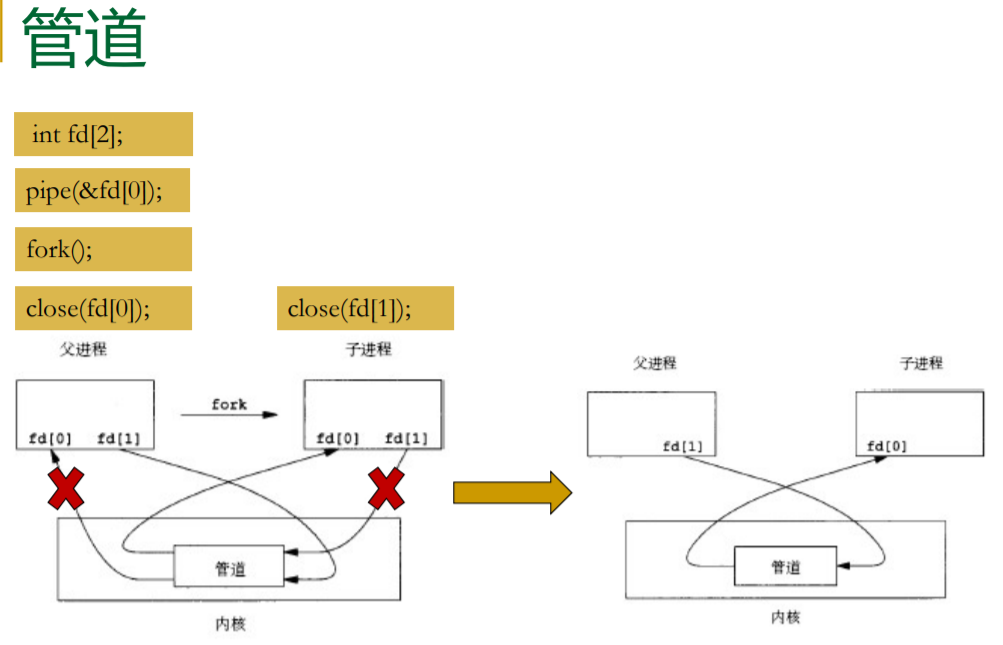 管道
int fd[2];
pipe(&fd[0]);
fork();
close(fd[0]);
close(fd[1]);
父进程
子进程
fork
fd[0] fd[1]
fd[0] fd[1]
管道
内核
父进程
子进程
fd[1]
fd[0]
管道
内核